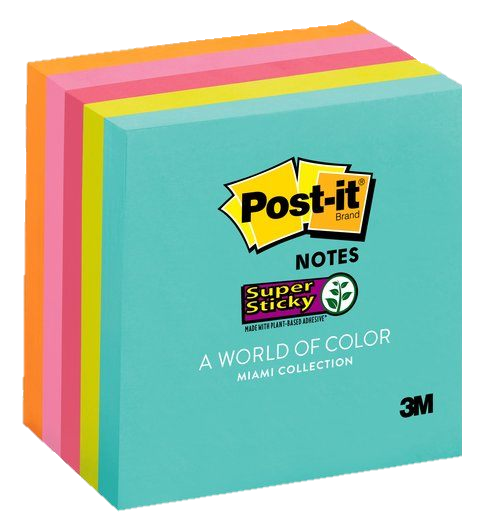 Post-it®
Brand
NOTES
Super
Sticky
MADE WITH PLANT-BASED ADHESIVE*
A WORLD OF COLOR
MIAMI COLLECTION
3M